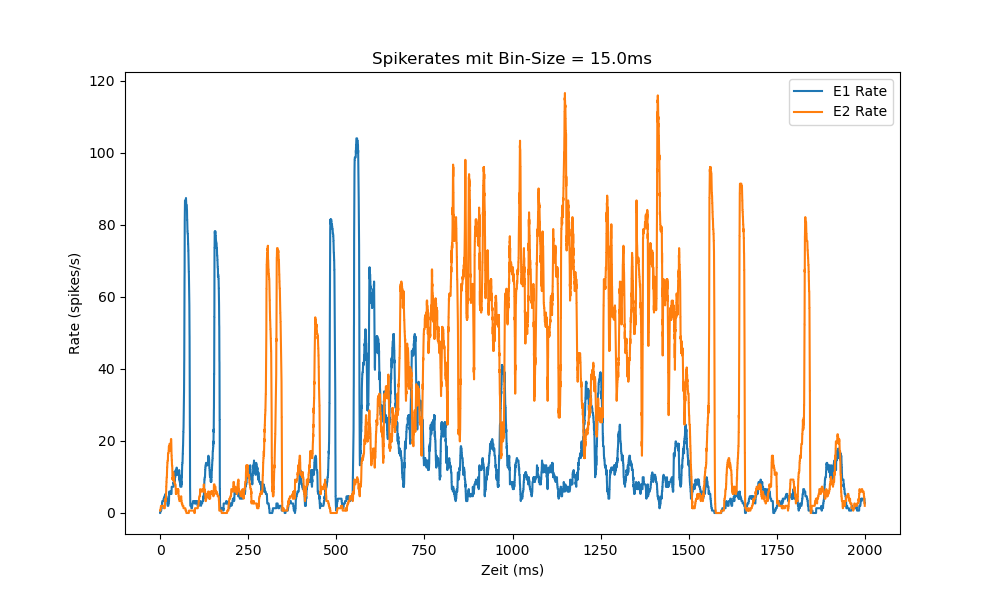 Spikerates mit Bin-Size = 15.0ms
E1 Rate
E2 Rate
120
100
80
60
40
20
0
Rate (spikes/s)
0 250 500 750 1000 1250 1500 1750 2000
Zeit (ms)